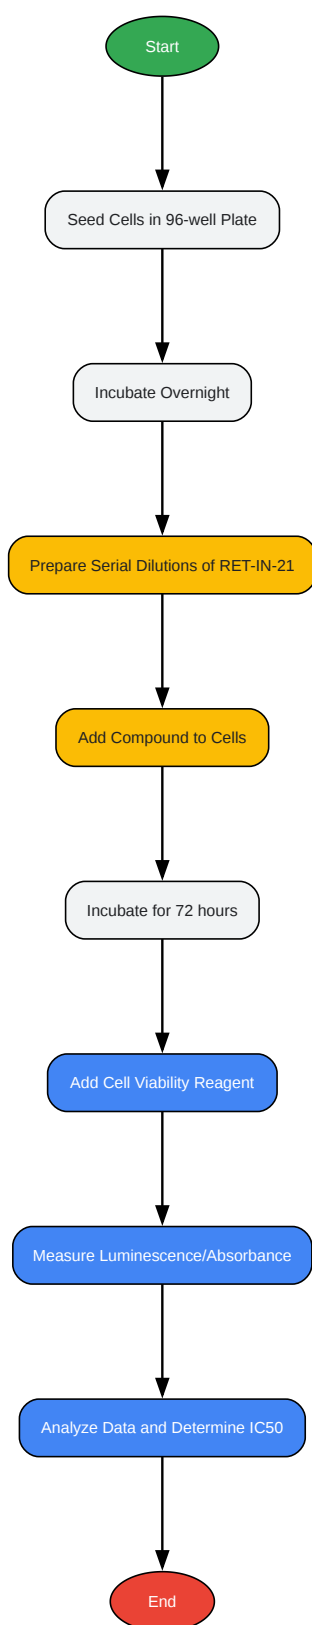 Start
Seed Cells in 96-well Plate
Incubate Overnight
Prepare Serial Dilutions of RET-IN-21
Add Compound to Cells
Incubate for 72 hours
Add Cell Viability Reagent
Measure Luminescence/Absorbance
Analyze Data and Determine IC50
End